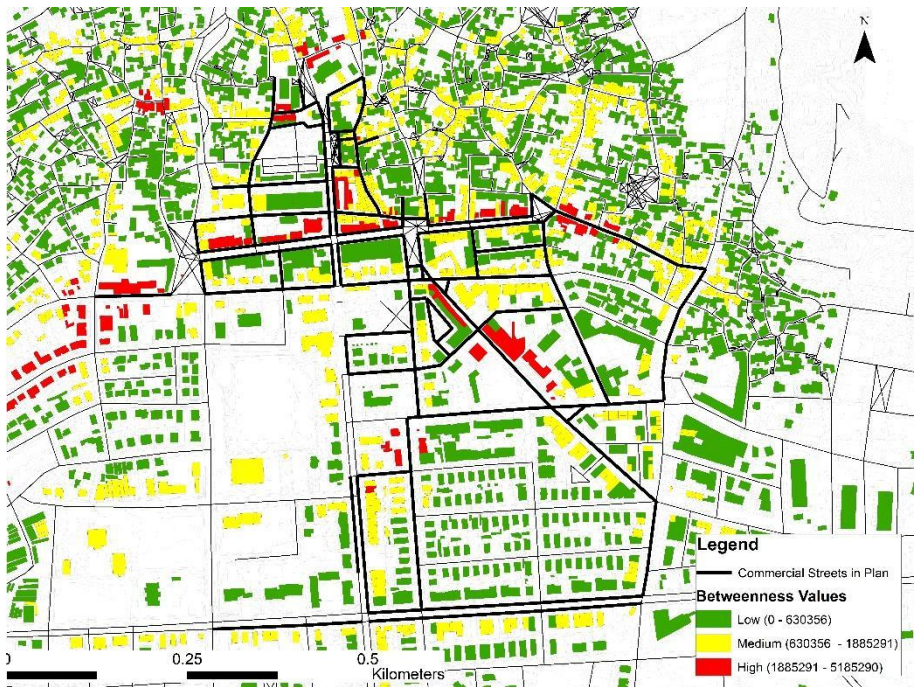 N
Legend
Commercial Streets in Plan
Betweenness Values
Low (0 - 630356)
Medium (630356 - 1885291)
High (1885291 - 5185290)
0 0.25 0.5
Kilometers